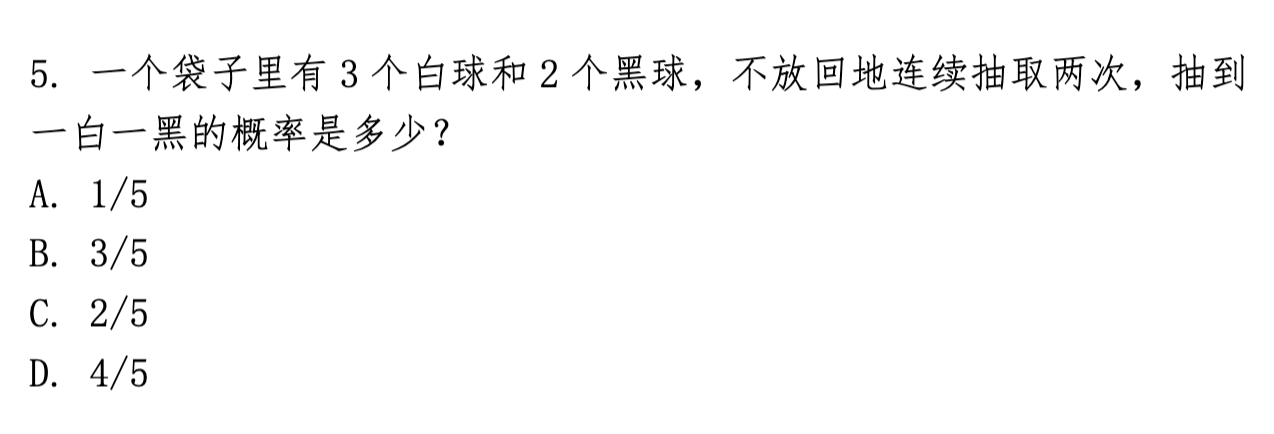 5. 一个袋子里有 3 个白球和 2 个黑球，不放回地连续抽取两次，抽到
一白一黑的概率是多少？
A. 1/5
B. 3/5
C. 2/5
D. 4/5